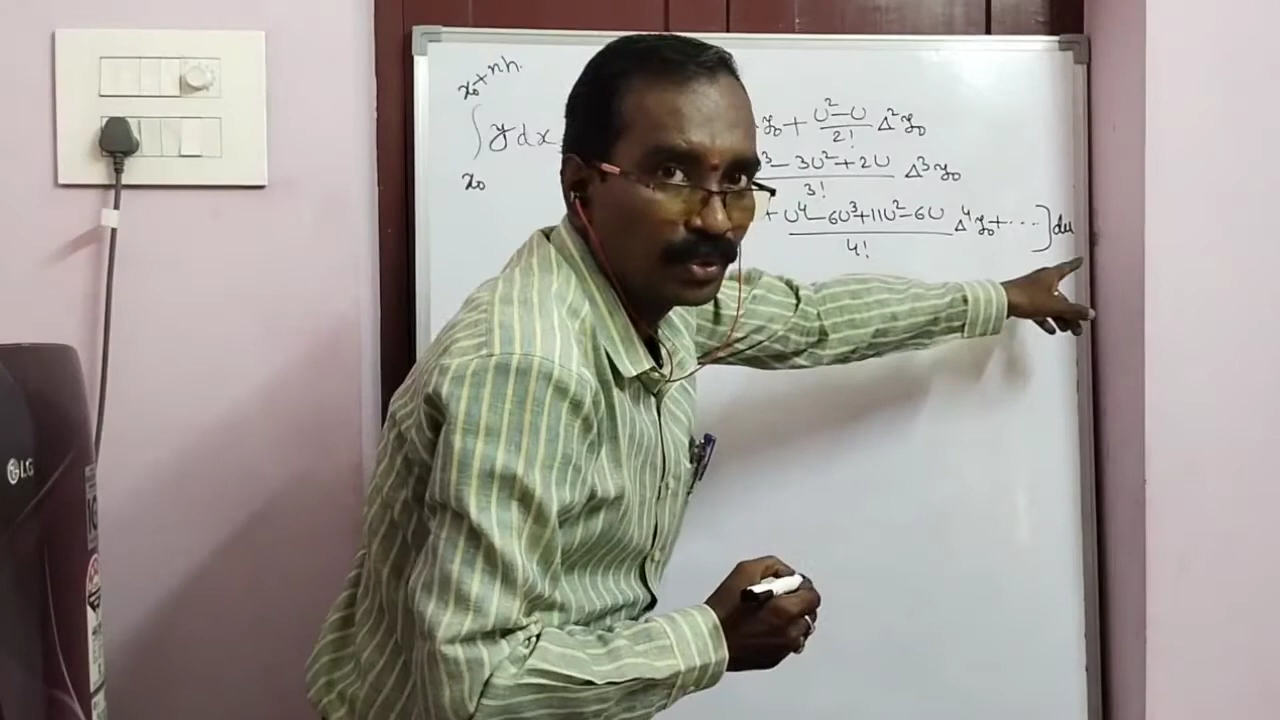 x₀+nh.
∫ y dx y₀ + U²-U/2! Δ²y₀
x₀
³-3U²+2U/3! Δ³y₀
+ U⁴-6U³+11U²-6U/4! Δ⁴y₀+...]du
LG